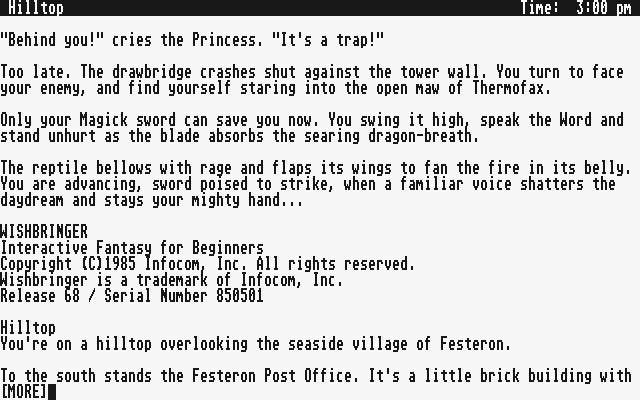 Hilltop Time: 3:00 pm
"Behind you!" cries the Princess. "It's a trap!"
Too late. The drawbridge crashes shut against the tower wall. You turn to face
your enemy, and find yourself staring into the open maw of Thermofax.
Only your Magick sword can save you now. You swing it high, speak the Word and
stand unhurt as the blade absorbs the searing dragon-breath.
The reptile bellows with rage and flaps its wings to fan the fire in its belly.
You are advancing, sword poised to strike, when a familiar voice shatters the
daydream and stays your mighty hand...
WISHBRINGER
Interactive Fantasy for Beginners
Copyright (C)1985 Infocom, Inc. All rights reserved.
Wishbringer is a trademark of Infocom, Inc.
Release 68 / Serial Number 850501
Hilltop
You're on a hilltop overlooking the seaside village of Festeron.
To the south stands the Festeron Post Office. It's a little brick building with
[MORE]